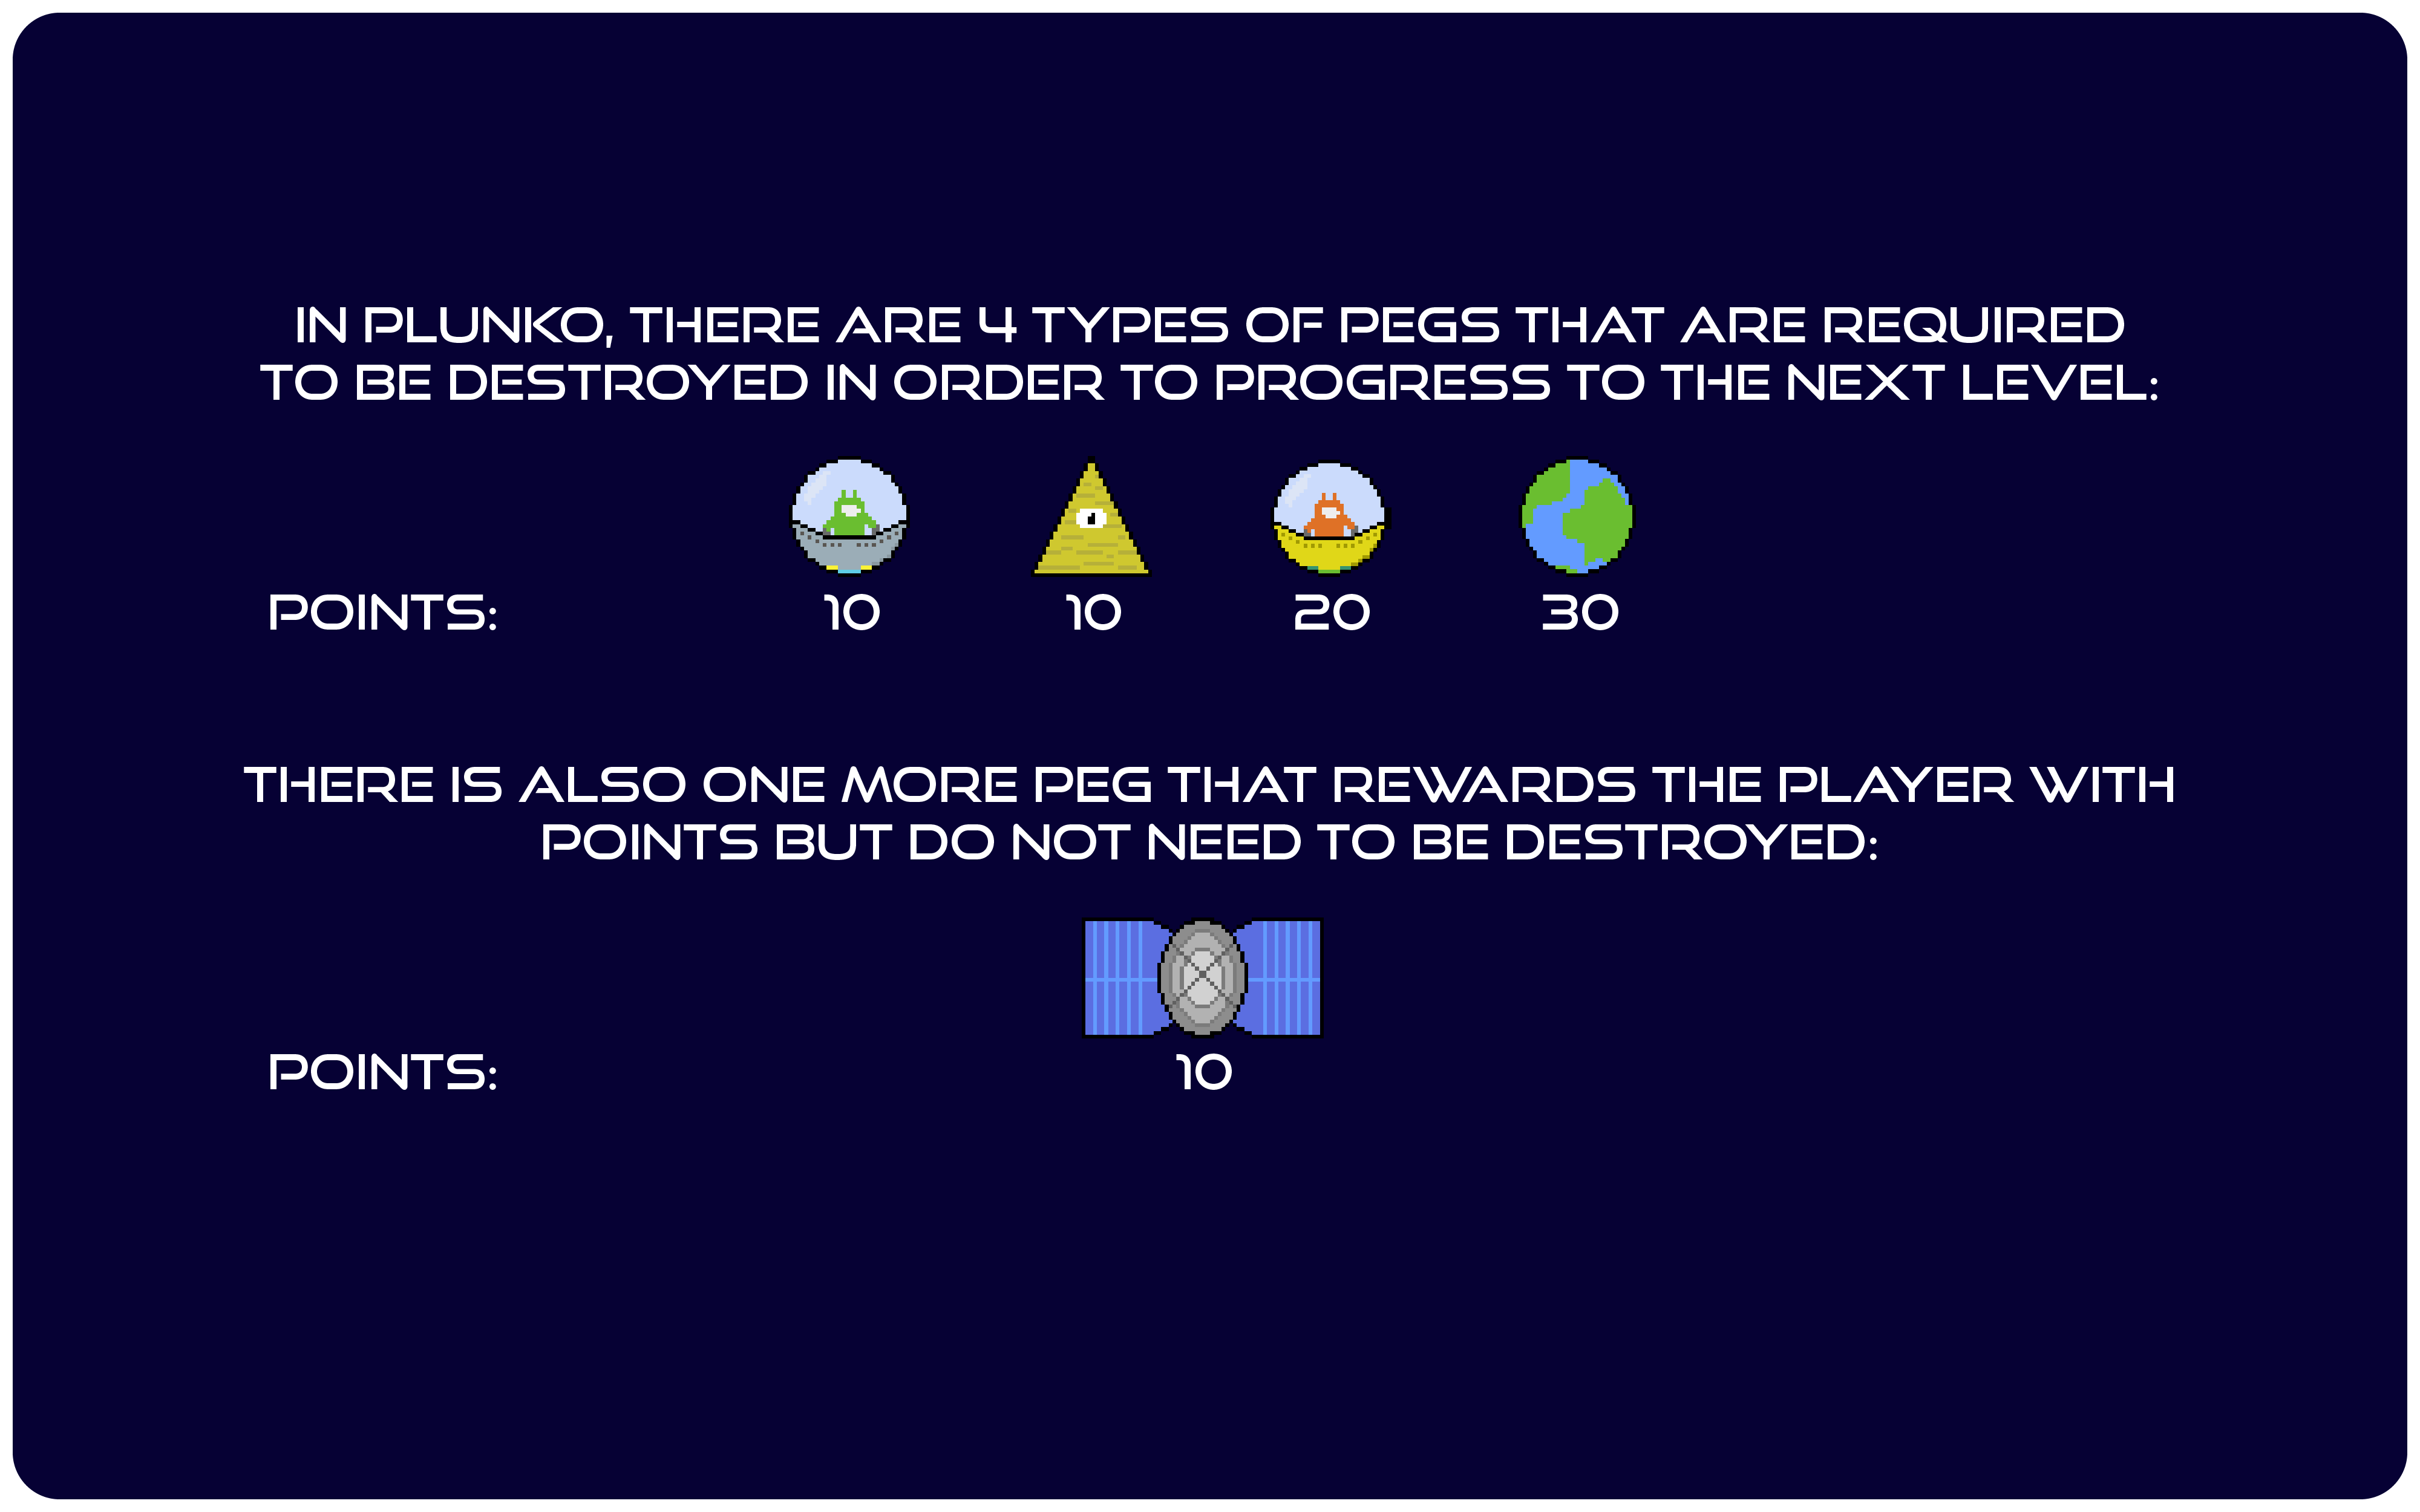 IN PLUNKO, THERE ARE 4 TYPES OF PEGS THAT ARE REQUIRED
TO BE DESTROYED IN ORDER TO PROGRESS TO THE NEXT LEVEL:
POINTS: 10 10 20 30
THERE IS ALSO ONE MORE PEG THAT REWARDS THE PLAYER WITH
POINTS BUT DO NOT NEED TO BE DESTROYED:
POINTS: 10